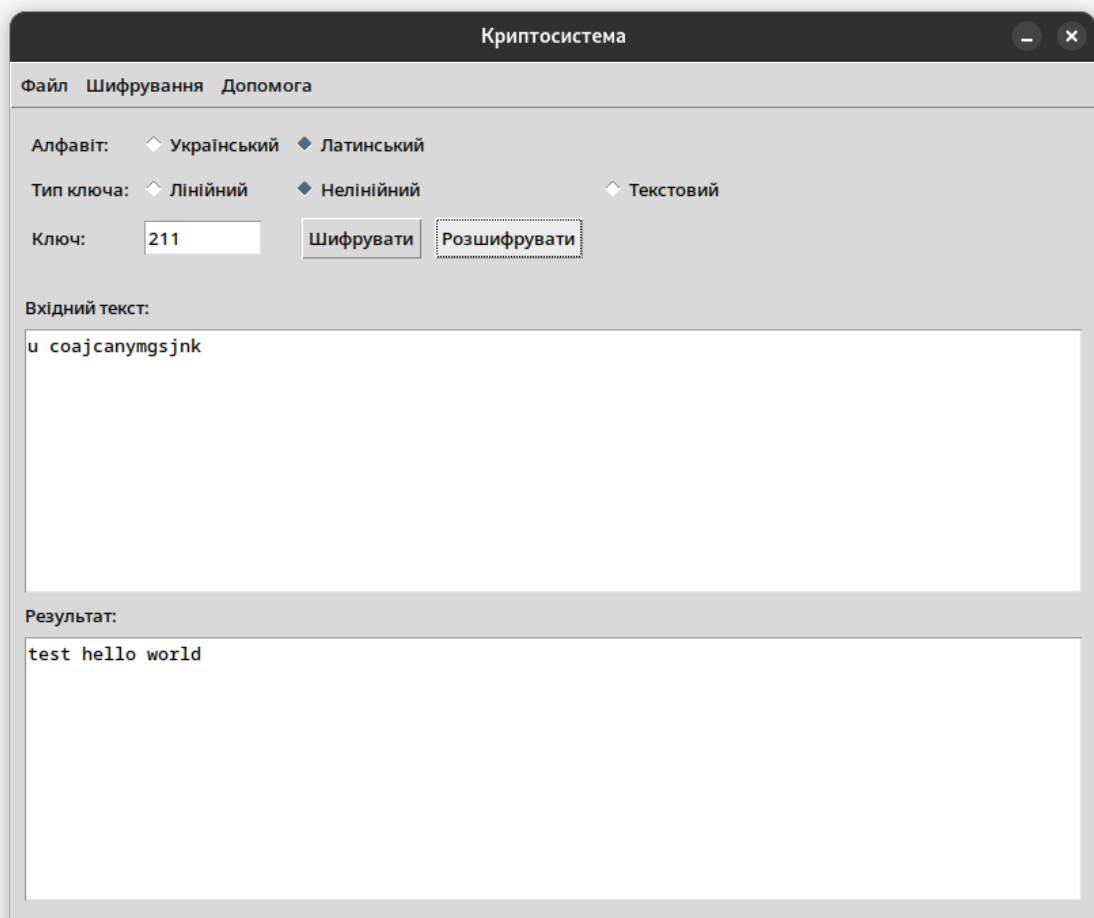 Криптосистема
Файл Шифрування Допомога
Алфавіт: Український Латинський
Тип ключа: Лінійний Нелінійний Текстовий
Ключ: 211 Шифрувати Розшифрувати
Вхідний текст:
u coajcanymgsjnk
Результат:
test hello world